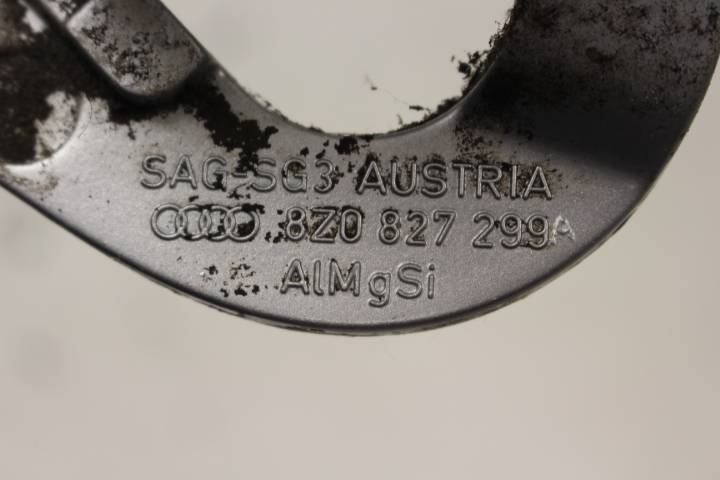 SAG-SG3 AUSTRIA
8Z0 827 299A
AlMgSi